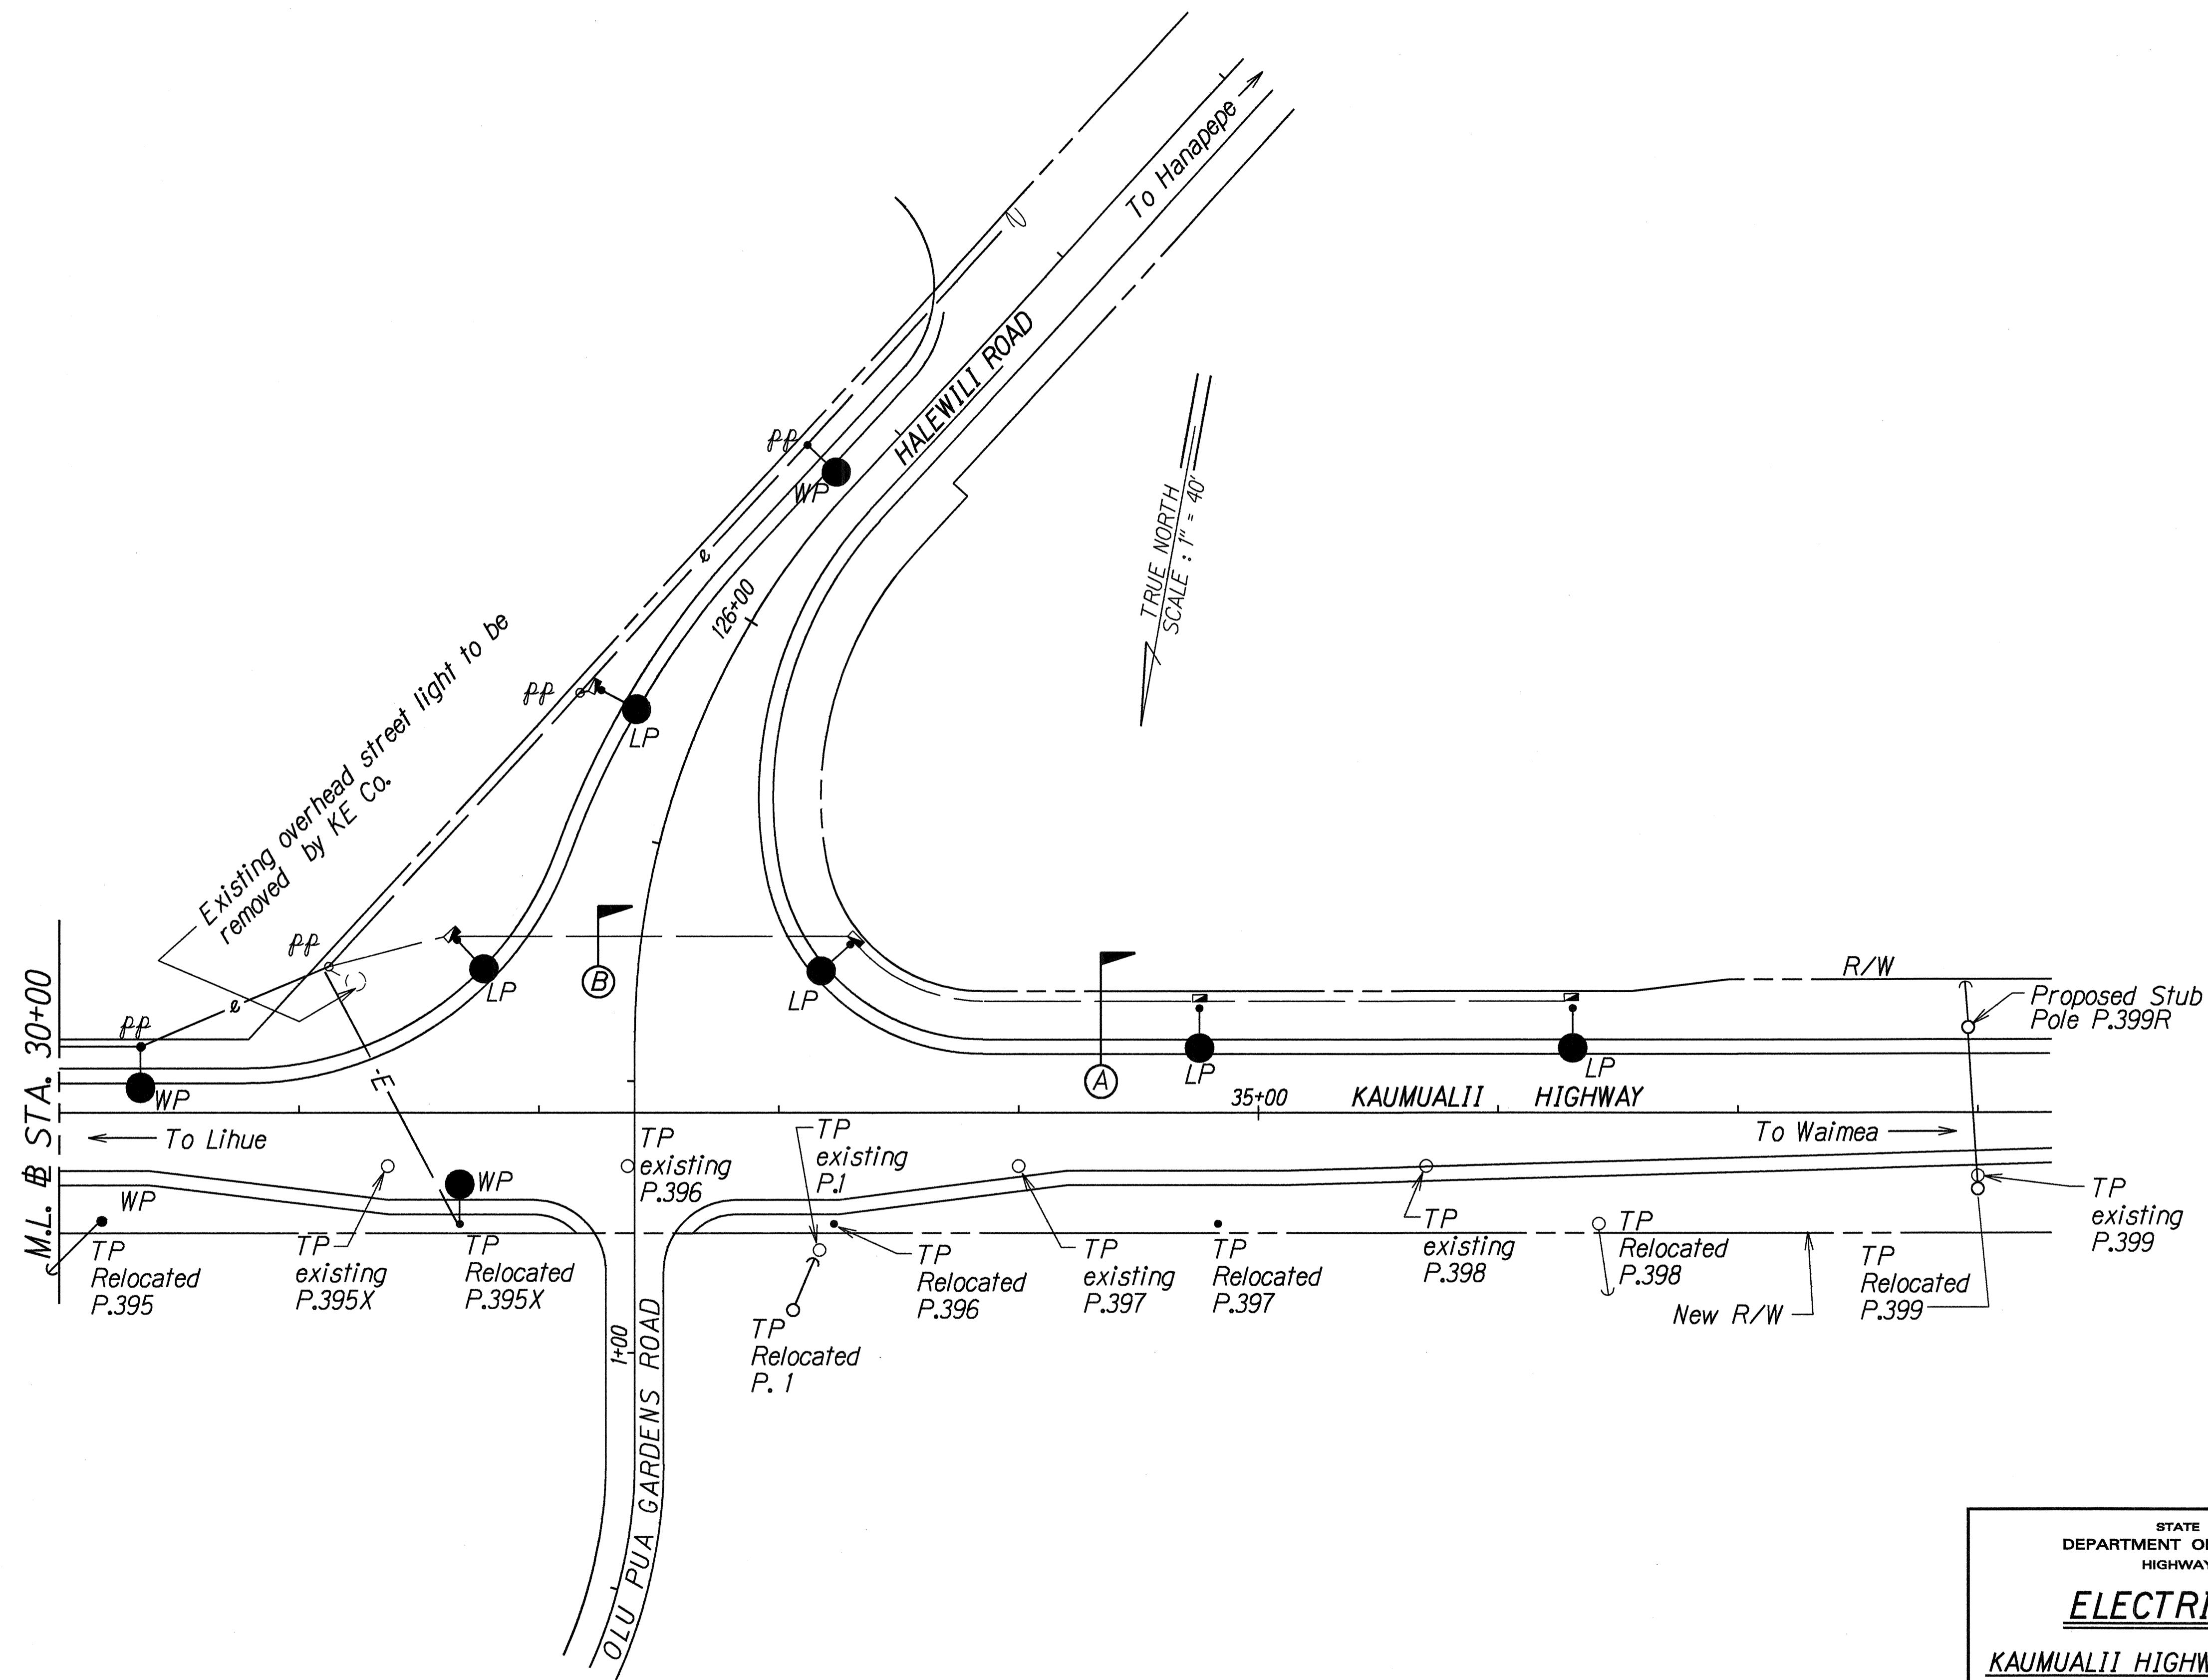 To Hanapepe
HALEWILI ROAD
TRUE NORTH
SCALE : 1" = 40'
pp
WP
e
126+00
pp
LP
Existing overhead street light to be
removed by KE Co.
pp
LP
B
LP
R/W
Proposed Stub
Pole P.399R
pp
e
WP
E
A
LP
LP
M.L. B STA. 30+00
35+00
KAUMUALII HIGHWAY
To Lihue
To Waimea
WP
TP
Relocated
P.395
TP
existing
P.395X
WP
TP
Relocated
P.395X
TP
existing
P.396
TP
existing
P.1
TP
Relocated
P. 1
TP
Relocated
P.396
TP
existing
P.397
TP
Relocated
P.397
TP
existing
P.398
TP
Relocated
P.398
New R/W
TP
Relocated
P.399
TP
existing
P.399
1+00
OLU PUA GARDENS ROAD
STATE
DEPARTMENT
HIGHWAY
KAUMUALII